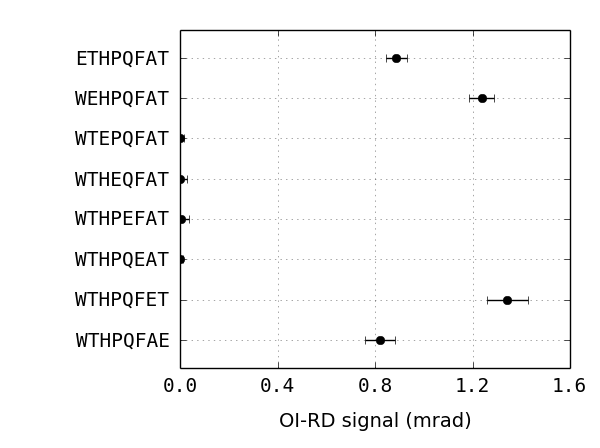 ETHPQFAT
WEHPQFAT
WTEPQFAT
WTHEQFAT
WTHPEFAT
WTHPQEAT
WTHPQFET
WTHPQFAE
0.0 0.4 0.8 1.2 1.6
OI-RD signal (mrad)